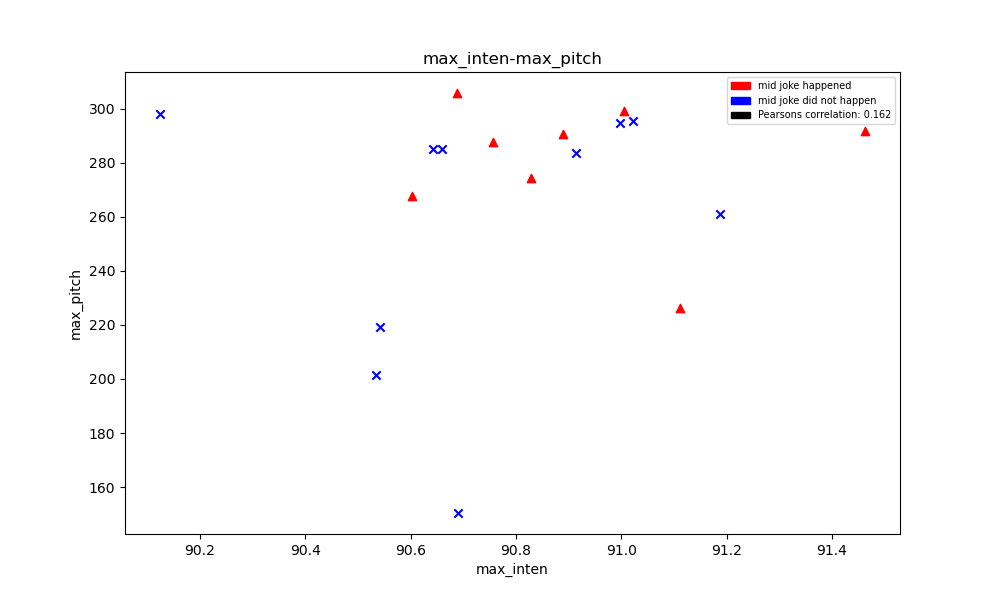 max_inten-max_pitch
mid joke happened
mid joke did not happen
Pearsons correlation: 0.162
300
280
260
240
220
200
180
160
max_pitch
90.2 90.4 90.6 90.8 91.0 91.2 91.4
max_inten